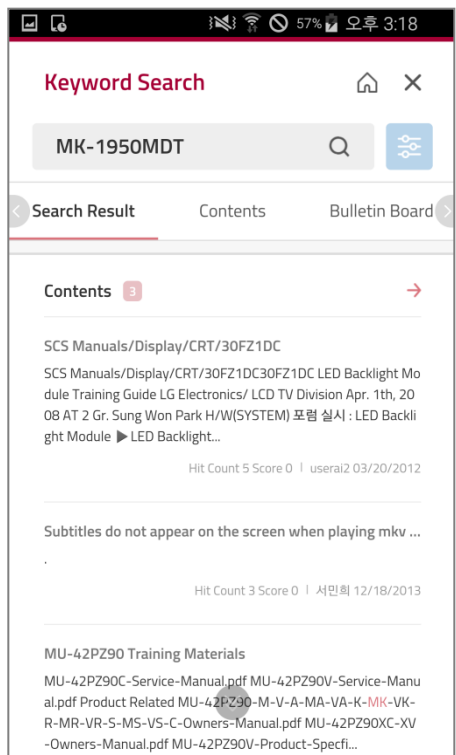 57% 오후 3:18
Keyword Search
MK-1950MDT
Search Result Contents Bulletin Board
Contents 3
SCS Manuals/Display/CRT/30FZ1DC
SCS Manuals/Display/CRT/30FZ1DC30FZ1DC LED Backlight Mo
dule Training Guide LG Electronics/ LCD TV Division Apr. 1th, 20
08 AT 2 Gr. Sung Won Park H/W(SYSTEM) 포럼 실시 : LED Backli
ght Module ▶ LED Backlight...
Hit Count 5 Score 0 | userai2 03/20/2012
Subtitles do not appear on the screen when playing mkv ...
.
Hit Count 3 Score 0 | 서민희 12/18/2013
MU-42PZ90 Training Materials
MU-42PZ90C-Service-Manual.pdf MU-42PZ90V-Service-Manu
al.pdf Product Related MU-42PZ90-M-V-A-MA-VA-K-MK-VK-
R-MR-VR-S-MS-VS-C-Owners-Manual.pdf MU-42PZ90XC-XV
-Owners-Manual.pdf MU-42PZ90V-Product-Specfi...